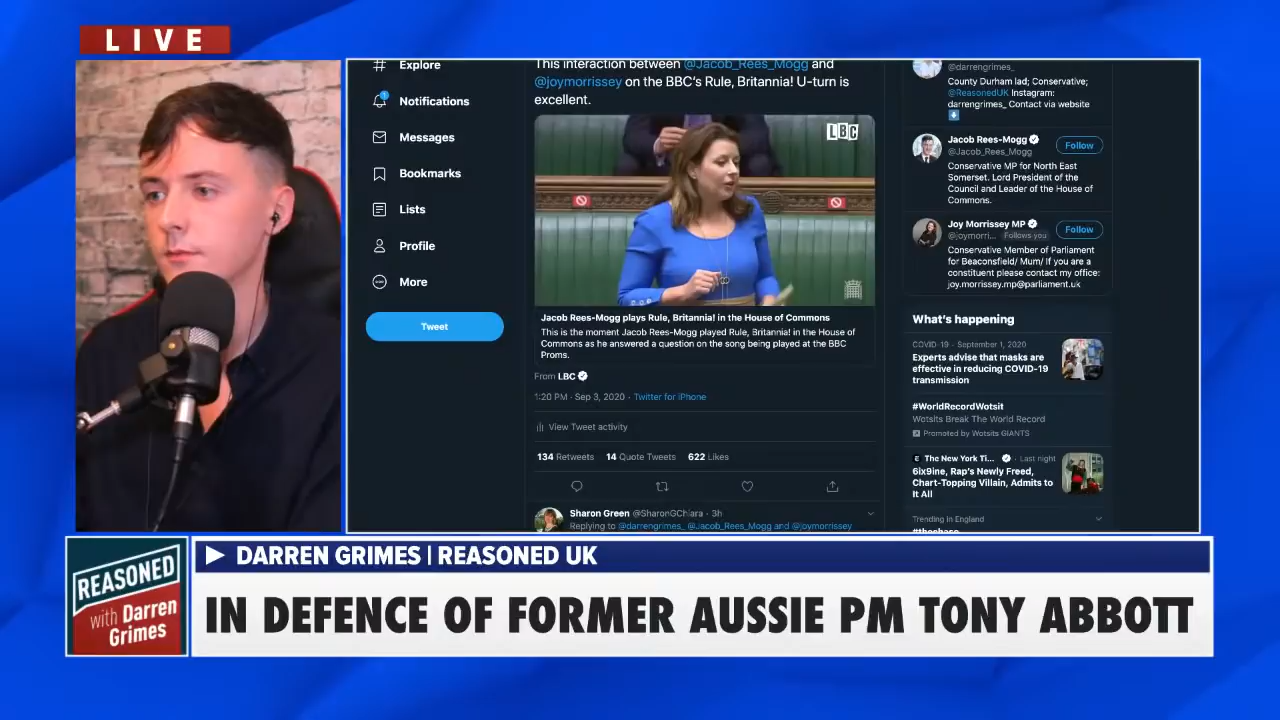 LIVE
Explore
1
Notifications
Messages
Bookmarks
Lists
Profile
More
Tweet
This interaction between @Jacob_Rees_Mogg and
@joymorrissey on the BBC's Rule, Britannia! U-turn is
excellent.
LBC
Jacob Rees-Mogg plays Rule, Britannia! in the House of Commons
This is the moment Jacob Rees-Mogg played Rule, Britannia! in the House of
Commons as he answered a question on the song being played at the BBC
Proms.
From LBC
1:20 PM · Sep 3, 2020 · Twitter for iPhone
View Tweet activity
134 Retweets 14 Quote Tweets 622 Likes
Sharon Green @SharonGChiara · 3h
Replying to @darrengrimes_ @Jacob_Rees_Mogg and @joymorrissey
@darrengrimes_
County Durham lad; Conservative;
@ReasonedUK Instagram:
darrengrimes_ Contact via website
Jacob Rees-Mogg
@Jacob_Rees_Mogg
Follow
Conservative MP for North East
Somerset. Lord President of the
Council and Leader of the House of
Commons.
Joy Morrissey MP
@joymorri... Follows you
Follow
Conservative Member of Parliament
for Beaconsfield/ Mum/ If you are a
constituent please contact my office:
joy.morrissey.mp@parliament.uk
What's happening
COVID-19 · September 1, 2020
Experts advise that masks are
effective in reducing COVID-19
transmission
#WorldRecordWotsit
Wotsits Break The World Record
Promoted by Wotsits GIANTS
The New York Ti... · Last night
6ix9ine, Rap's Newly Freed,
Chart-Topping Villain, Admits to
It All
Trending in England
#thechase
DARREN GRIMES | REASONED UK
REASONED
with Darren
Grimes
IN DEFENCE OF FORMER AUSSIE PM TONY ABBOTT